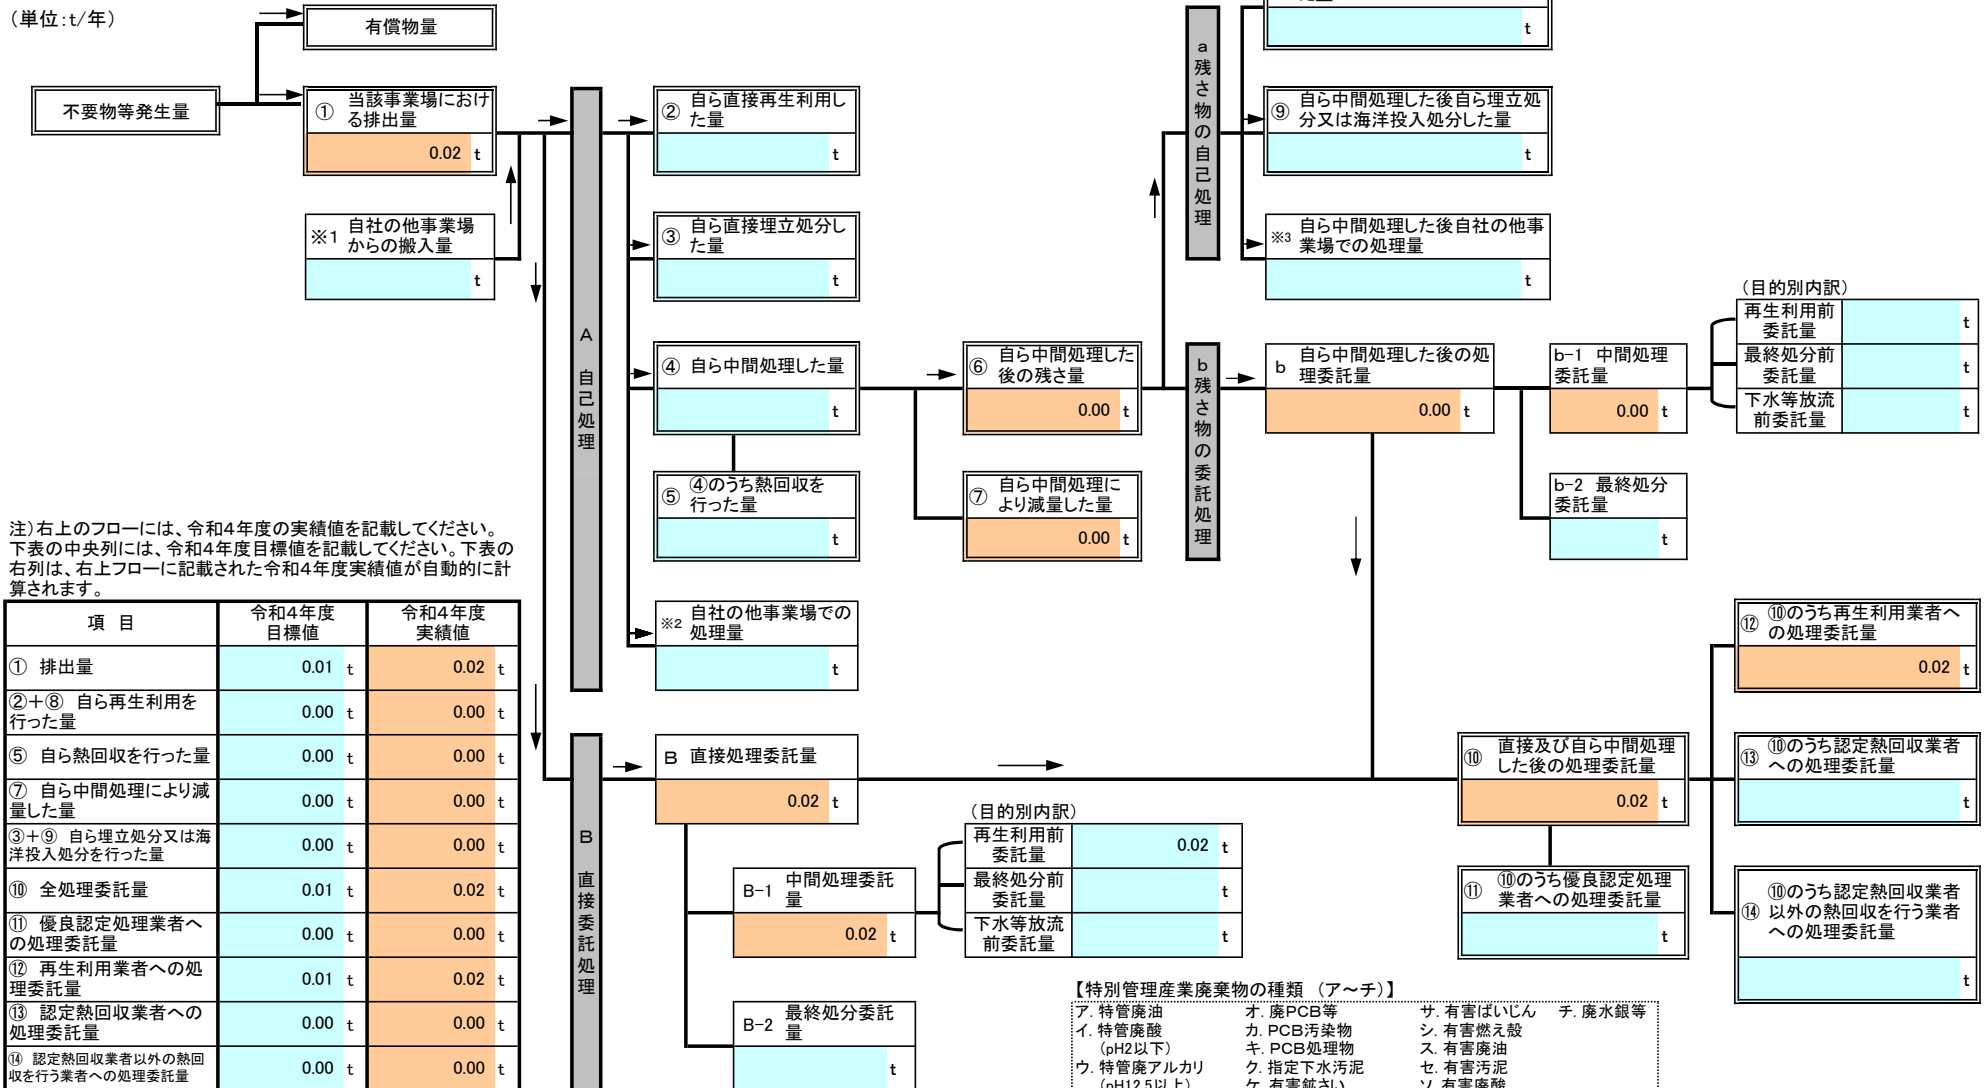 （単位：t/年）
有償物量
不要物等発生量
① 当該事業場におけ
る排出量
0.02 t
※1 自社の他事業場
からの搬入量
t
A 自己処理
② 自ら直接再生利用し
た量
t
③ 自ら直接埋立処分し
た量
t
④ 自ら中間処理した量
t
⑤ ④のうち熱回収を
行った量
t
※2 自社の他事業場での
処理量
t
⑥ 自ら中間処理した
後の残さ量
0.00 t
⑦ 自ら中間処理に
より減量した量
0.00 t
a 残さ物の自己処理
t
⑨ 自ら中間処理した後自ら埋立処
分又は海洋投入処分した量
t
※3 自ら中間処理した後自社の他事
業場での処理量
t
b 残さ物の委託処理
b 自ら中間処理した後の処
理委託量
0.00 t
b-1 中間処理
委託量
0.00 t
b-2 最終処分
委託量
t
（目的別内訳）
再生利用前
委託量
t
最終処分前
委託量
t
下水等放流
前委託量
t
注）右上のフローには、令和4年度の実績値を記載してください。
下表の中央列には、令和4年度目標値を記載してください。下表の
右列は、右上フローに記載された令和4年度実績値が自動的に計
算されます。
項 目
令和4年度
目標値
令和4年度
実績値
① 排出量 0.01 t 0.02 t
②＋⑧ 自ら再生利用を
行った量 0.00 t 0.00 t
⑤ 自ら熱回収を行った量 0.00 t 0.00 t
⑦ 自ら中間処理により減
量した量 0.00 t 0.00 t
③＋⑨ 自ら埋立処分又は海
洋投入処分を行った量 0.00 t 0.00 t
⑩ 全処理委託量 0.01 t 0.02 t
⑪ 優良認定処理業者へ
の処理委託量 0.00 t 0.00 t
⑫ 再生利用業者への処
理委託量 0.01 t 0.02 t
⑬ 認定熱回収業者への
処理委託量 0.00 t 0.00 t
⑭ 認定熱回収業者以外の熱回
収を行う業者への処理委託量 0.00 t 0.00 t
B 直接委託処理
B 直接処理委託量
0.02 t
B-1 中間処理委託
量
0.02 t
B-2 最終処分委託
量
t
（目的別内訳）
再生利用前
委託量
0.02 t
最終処分前
委託量
t
下水等放流
前委託量
t
⑩ 直接及び自ら中間処理
した後の処理委託量
0.02 t
⑪ ⑩のうち優良認定処理
業者への処理委託量
t
⑫ ⑩のうち再生利用業者へ
の処理委託量
0.02 t
⑬ ⑩のうち認定熱回収業者
への処理委託量
t
⑭ ⑩のうち認定熱回収業者
以外の熱回収を行う業者
への処理委託量
t
【特別管理産業廃棄物の種類 （ア～チ）】
ア. 特管廃油 オ. 廃PCB等 サ. 有害ばいじん チ. 廃水銀等
イ. 特管廃酸 カ. PCB汚染物 シ. 有害燃え殻
（pH2以下） キ. PCB処理物 ス. 有害廃油
ウ. 特管廃アルカリ ク. 指定下水汚泥 セ. 有害汚泥
（pH12.5以上） ケ. 有害鉱さい ソ. 有害廃酸